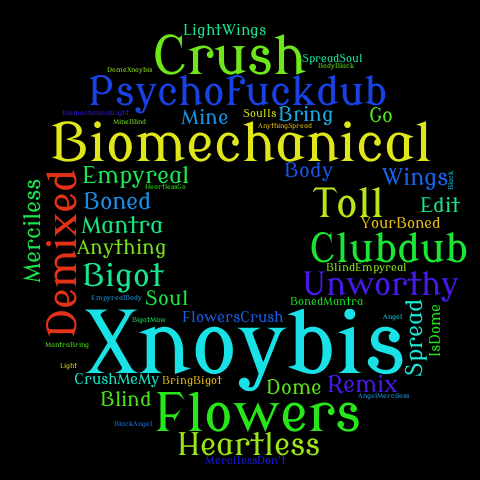 LightWings
Crush
SpreadSoul
BodyBlack
DomeXnoybis
PsychoFuckdub
BiomechanicalLight
Mine
SoulIs
Bring
Go
MineBlind
AnythingSpread
Biomechanical
Empyreal
Body
Wings
Black
HeartlessGo
Merciless
Demixed
Boned
Toll
Edit
Mantra
YourBoned
Anything
Clubdub
Bigot
BlindEmpyreal
Unworthy
EmpyrealBody
Soul
BonedMantra
Xnoybis
FlowersCrush
Angel
Spread
IsDome
BigotMine
MantraBring
Light
CrushMeMy
BringBigot
Dome
Remix
Blind
AngelMerciless
Flowers
BlackAngel
Heartless
MercilessDon't